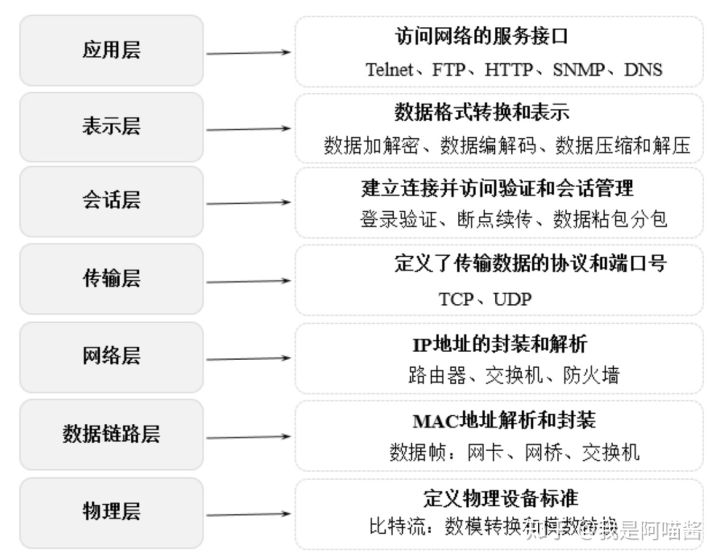 应用层
访问网络的服务接口
Telnet、FTP、HTTP、SNMP、DNS
表示层
数据格式转换和表示
数据加解密、数据编解码、数据压缩和解压
会话层
建立连接并访问验证和会话管理
登录验证、断点续传、数据粘包分包
传输层
定义了传输数据的协议和端口号
TCP、UDP
网络层
IP地址的封装和解析
路由器、交换机、防火墙
数据链路层
MAC地址解析和封装
数据帧：网卡、网桥、交换机
物理层
定义物理设备标准
比特流：数模转换和模数转换
知乎 @我是阿喵酱